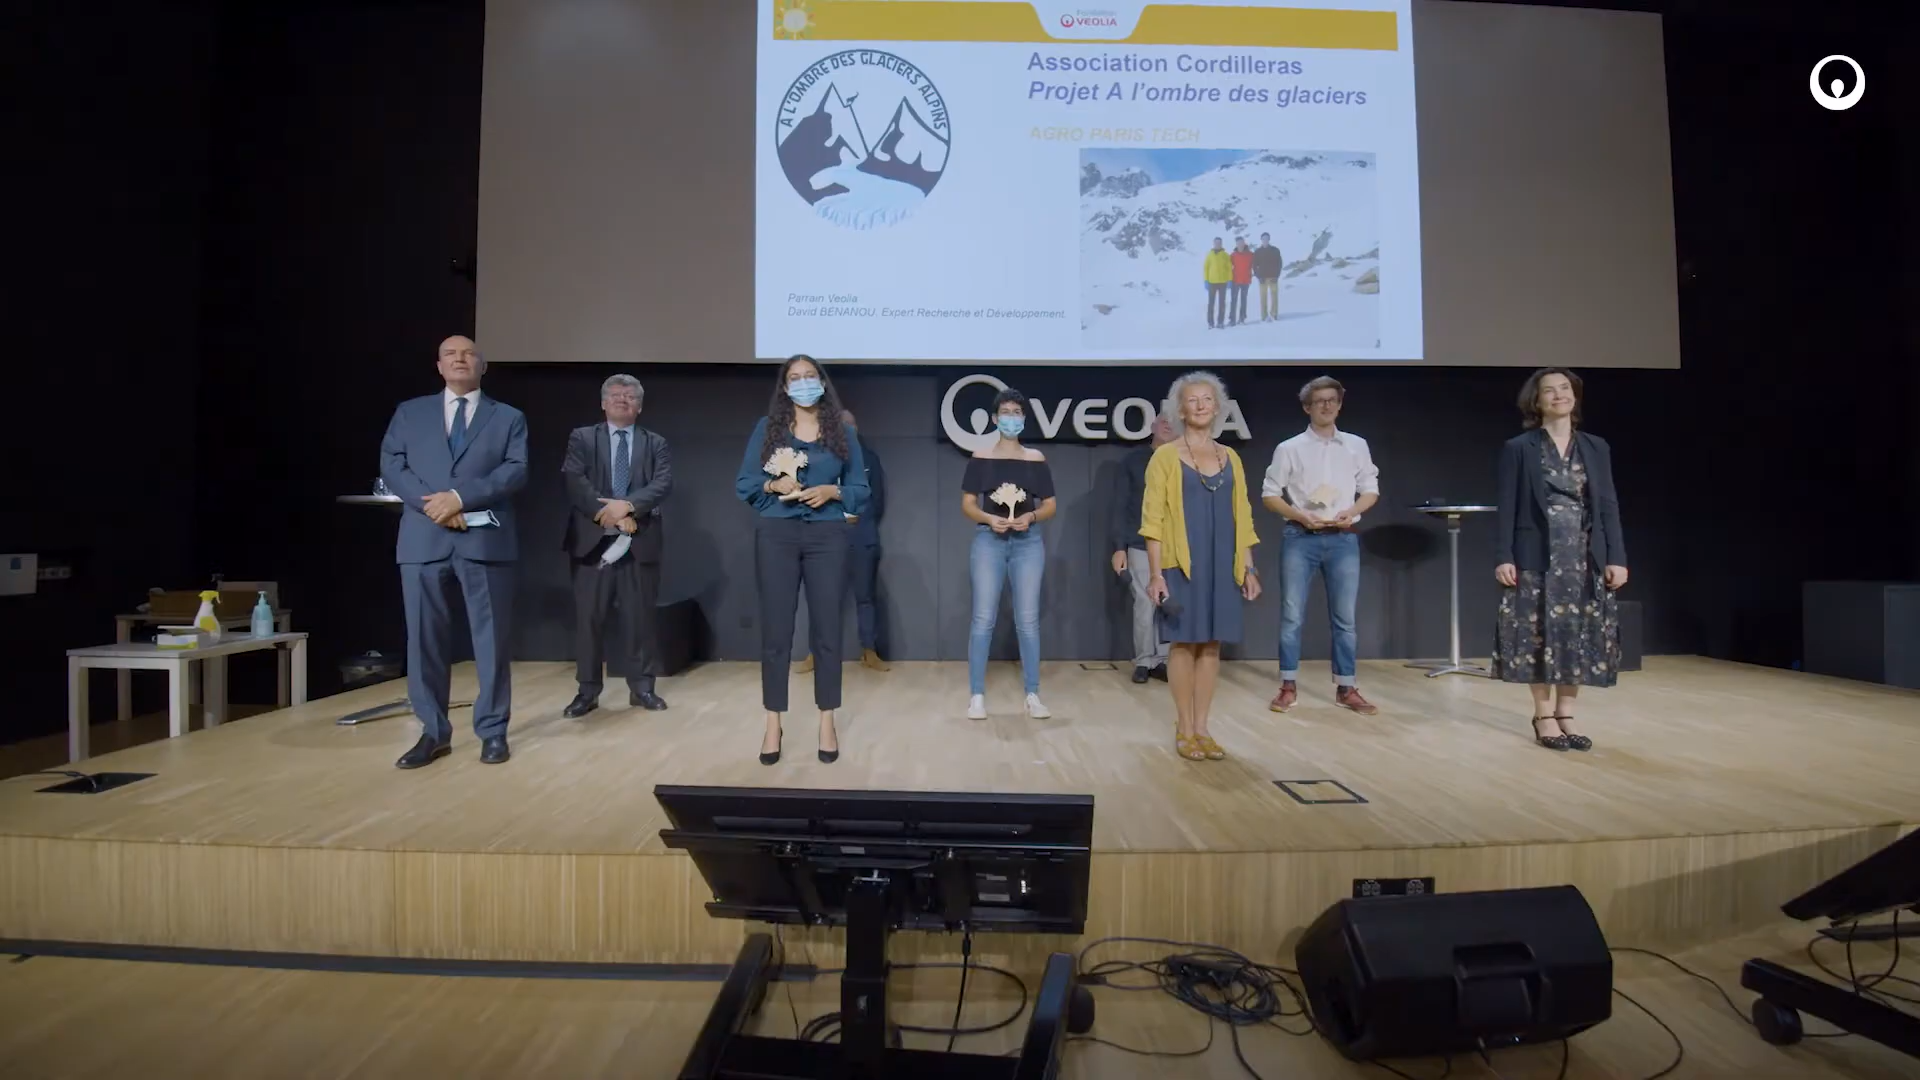 Fondation
VEOLIA
A L'OMBRE DES GLACIERS ALPINS
Association Cordilleras
Projet A l'ombre des glaciers
AGRO PARIS TECH
Parrain Veolia
David BENANOU, Expert Recherche et Développement.
VEOLIA